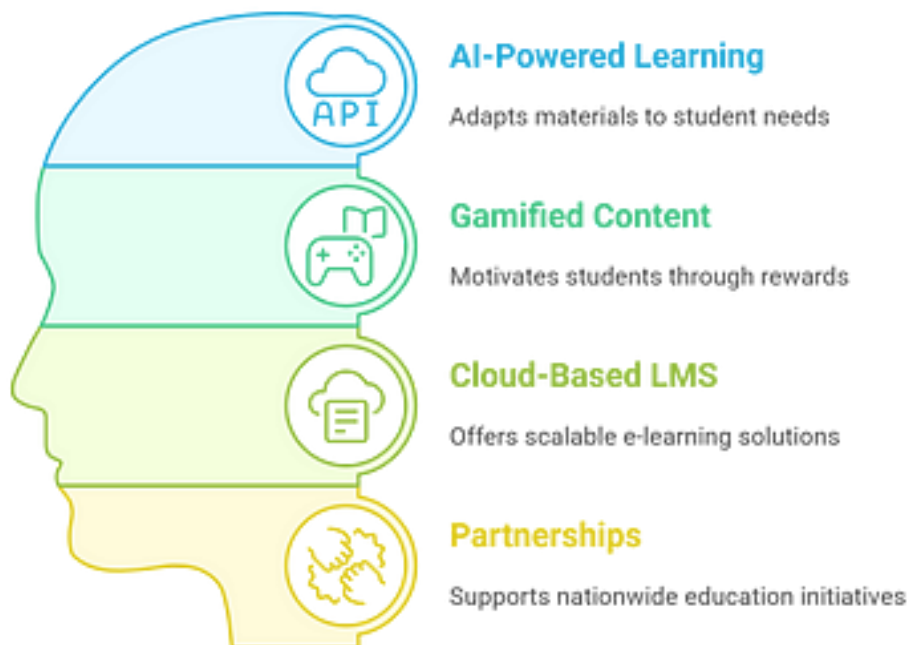 API
AI-Powered Learning
Adapts materials to student needs
Gamified Content
Motivates students through rewards
Cloud-Based LMS
Offers scalable e-learning solutions
Partnerships
Supports nationwide education initiatives